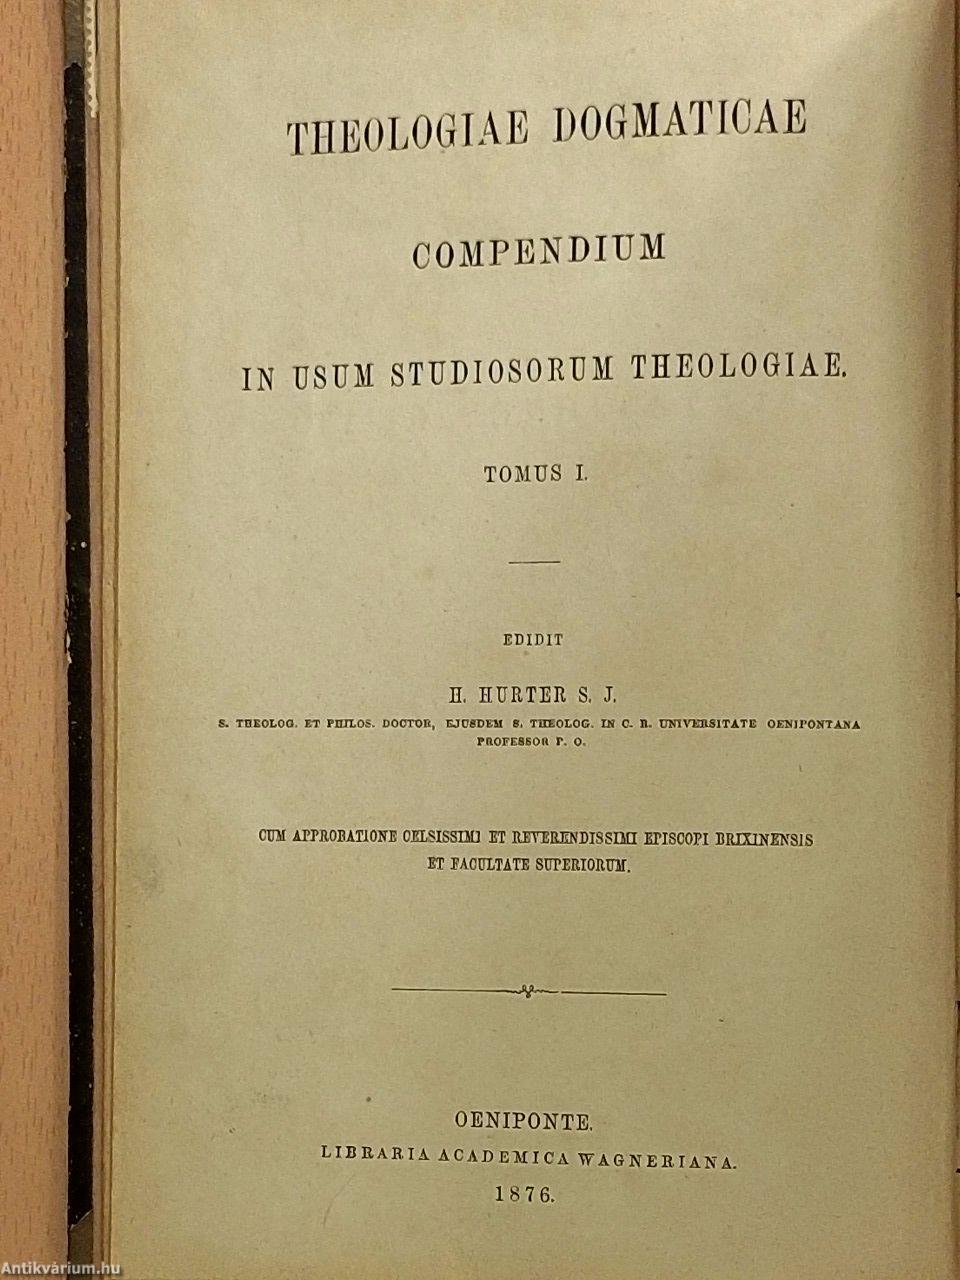 THEOLOGIAE DOGMATICAE
COMPENDIUM
IN USUM STUDIOSORUM THEOLOGIAE.
TOMUS I.
EDIDIT
H. HURTER S. J.
S. THEOLOG. ET PHILOS. DOCTOR, EJUSDEM S. THEOLOG. IN C. R. UNIVERSITATE OENIPONTANA
PROFESSOR P. O.
CUM APPROBATIONE CELSISSIMI ET REVERENDISSIMI EPISCOPI BRIXINENSIS
ET FACULTATE SUPERIORUM.
OENIPONTE.
LIBRARIA ACADEMICA WAGNERIANA.
1876.
Antikvárium.hu